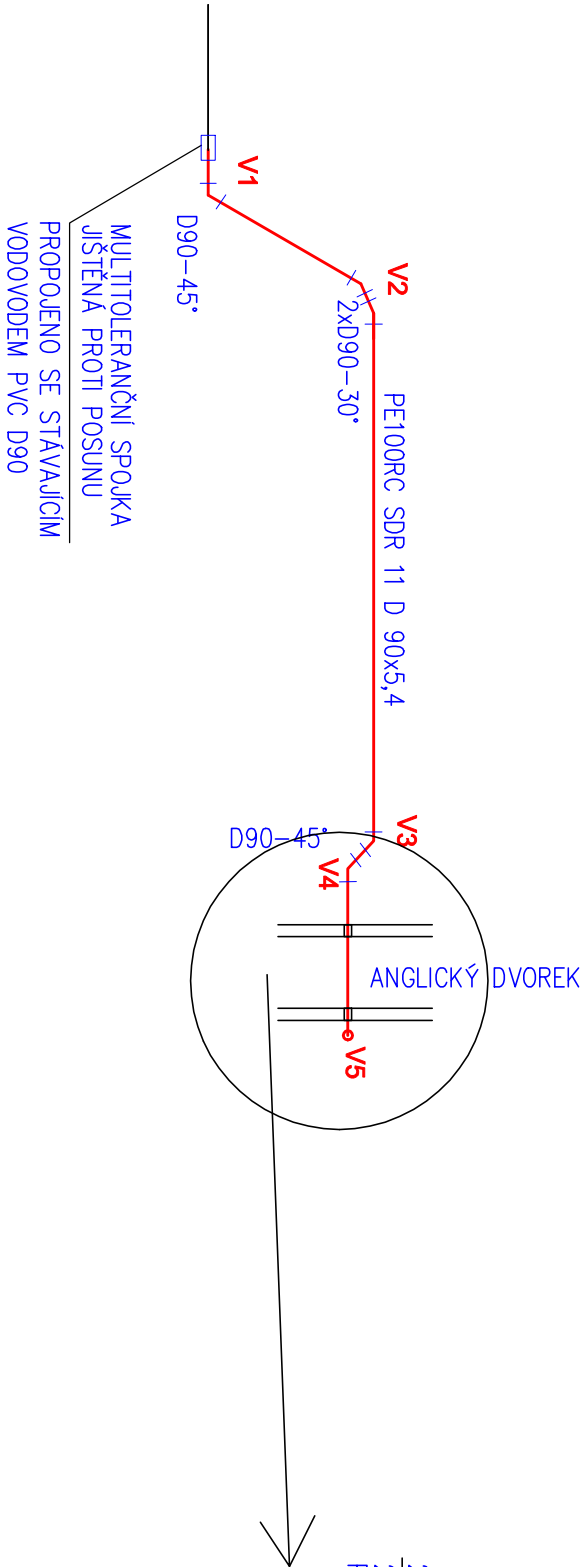 V1
D90-45°
MULTITOLERANČNÍ SPOJKA
JIŠTĚNÁ PROTI POSUNU
PROPOJENO SE STÁVAJÍCÍM
VODOVODEM PVC D90
V2
2xD90-30°
PE100RC SDR 11 D 90x5,4
V3
D90-45°
V4
ANGLICKÝ DVOREK
V5